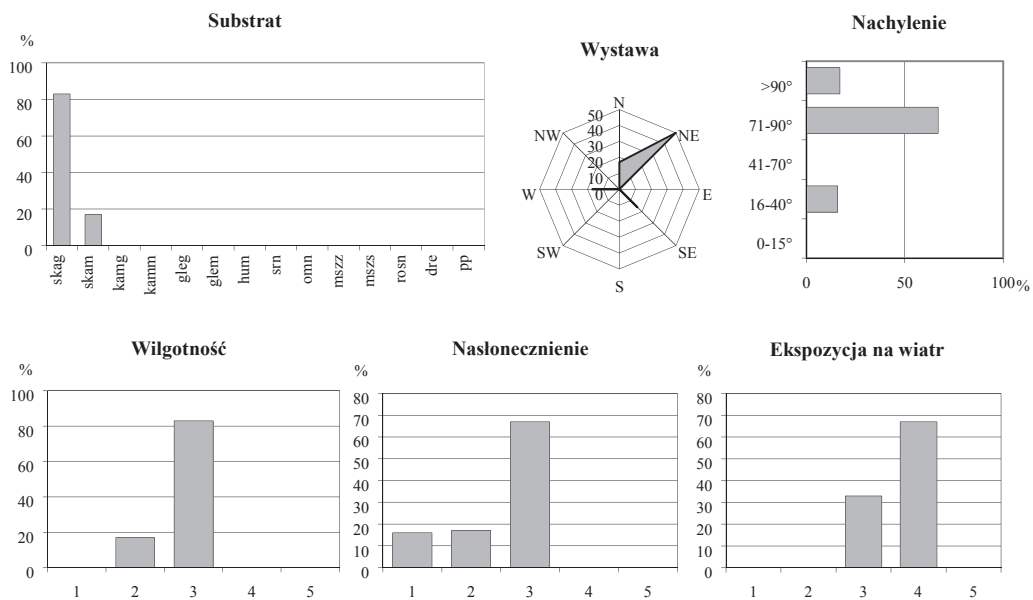 Substrat
%
100
80
60
40
20
0
skag
skam
kamg
kamm
gleg
glem
hum
srn
omn
mszz
mszs
rosn
dre
pp
Wystawa
N
NE
E
SE
S
SW
W
NW
50
40
30
20
10
0
Nachylenie
>90°
71-90°
41-70°
16-40°
0-15°
0 50 100%
Wilgotność
%
100
80
60
40
20
0
1 2 3 4 5
Nasłonecznienie
%
80
70
60
50
40
30
20
10
0
1 2 3 4 5
Ekspozycja na wiatr
%
80
70
60
50
40
30
20
10
0
1 2 3 4 5